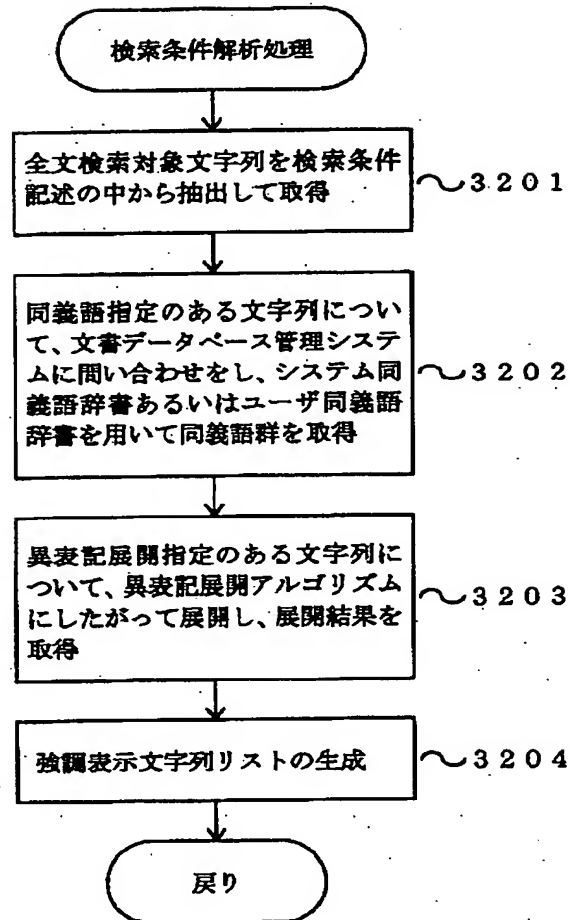 検索条件解析処理
全文検索対象文字列を検索条件
記述の中から抽出して取得
～3201
同義語指定のある文字列につい
て、文書データベース管理システ
ムに問い合わせをし、システム同
義語辞書あるいはユーザ同義語
辞書を用いて同義語群を取得
～3202
異表記展開指定のある文字列に
ついて、異表記展開アルゴリズム
にしたがって展開し、展開結果を
取得
～3203
強調表示文字列リストの生成
～3204
戻り